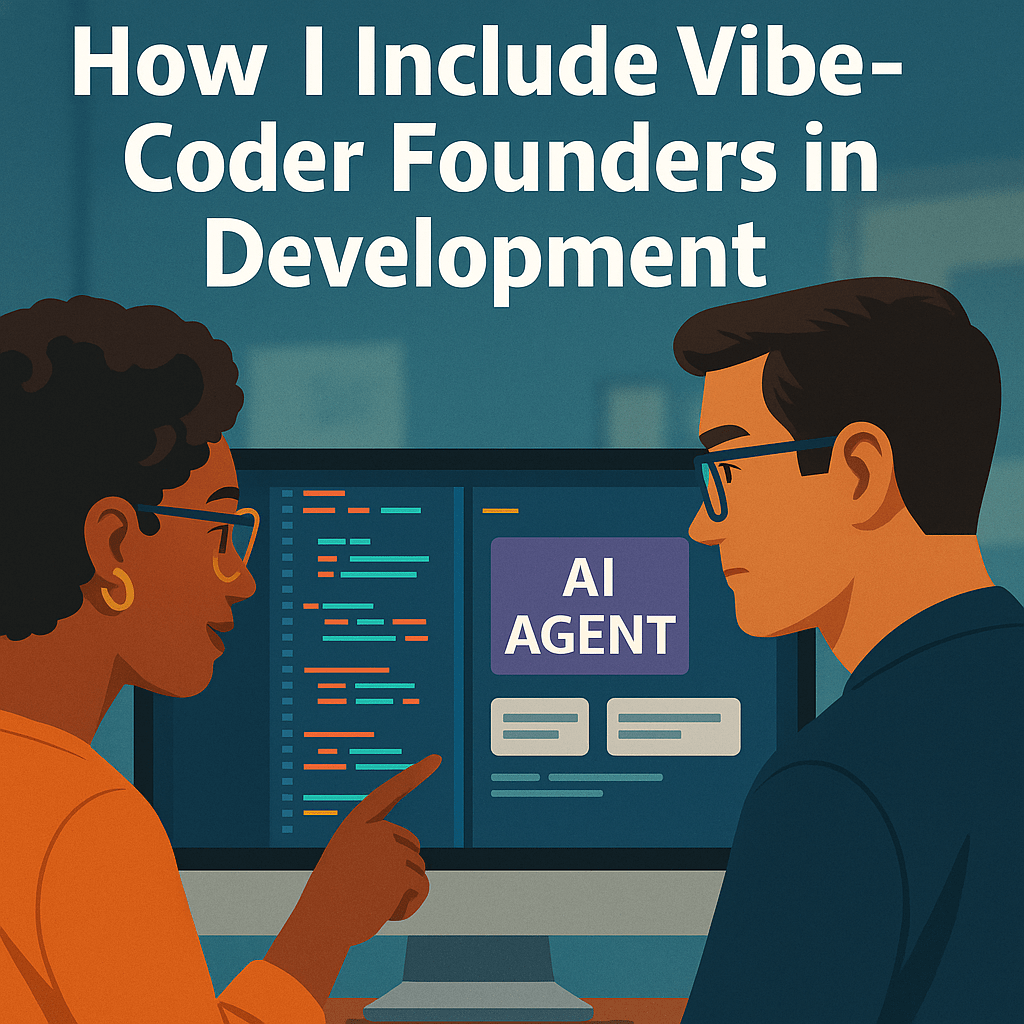 How I Include Vibe-
Coder Founders in
Development
AI
AGENT